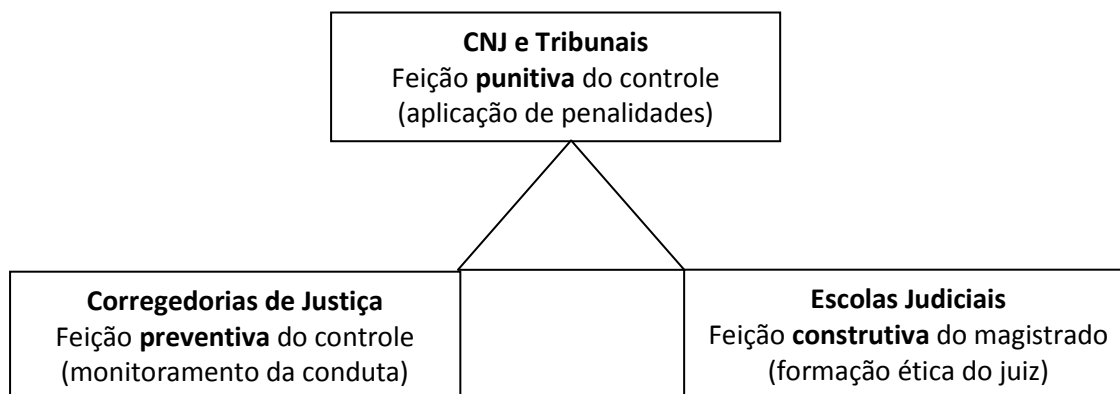 CNJ e Tribunais
Feição punitiva do controle
(aplicação de penalidades)
Corregedorias de Justiça
Feição preventiva do controle
(monitoramento da conduta)
Escolas Judiciais
Feição construtiva do magistrado
(formação ética do juiz)